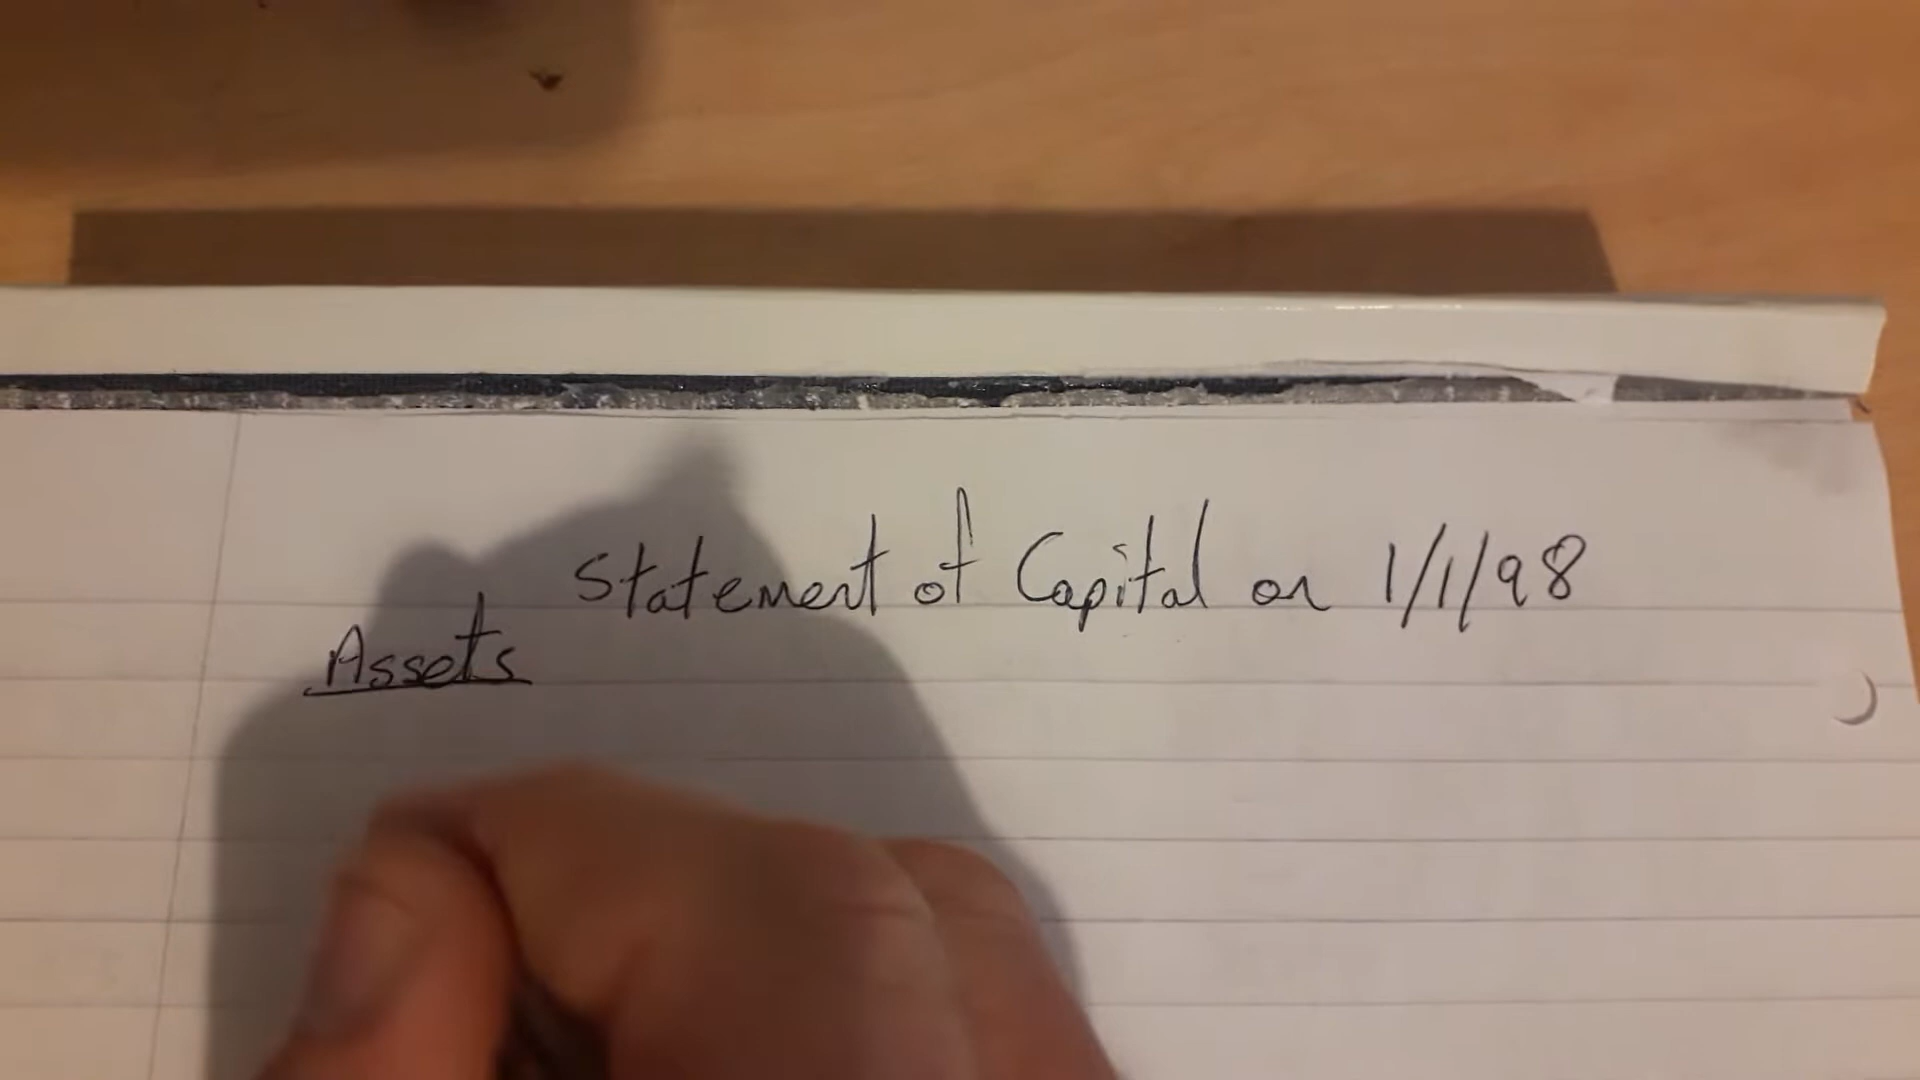 Statement of Capital on 1/1/98
Assets